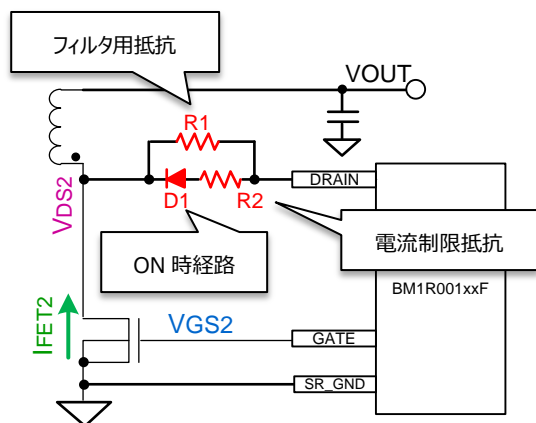 フィルタ用抵抗
VOUT
R1
DRAIN
D1
R2
VDS2
ON 時経路
電流制限抵抗
BM1R001xxF
IFET2
VGS2
GATE
SR_GND